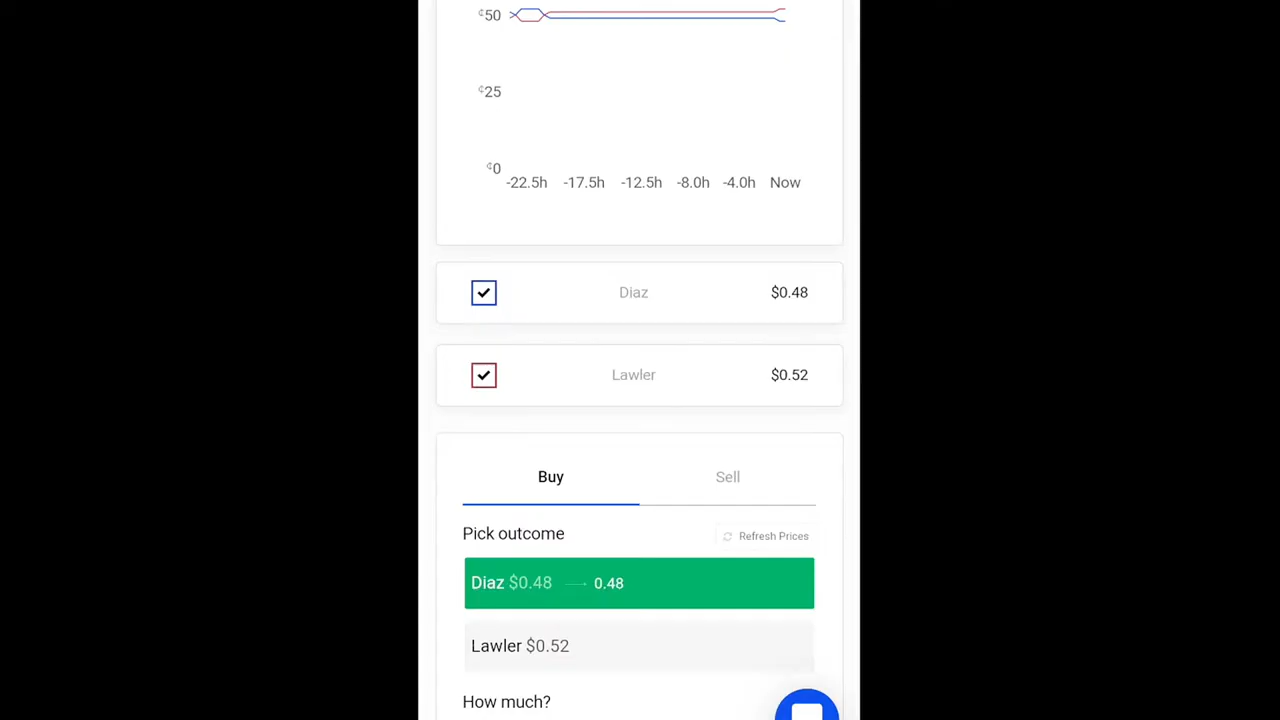 ¢50
¢25
¢0
-22.5h -17.5h -12.5h -8.0h -4.0h Now
Diaz $0.48
Lawler $0.52
Buy Sell
Pick outcome Refresh Prices
Diaz $0.48 → 0.48
Lawler $0.52
How much?